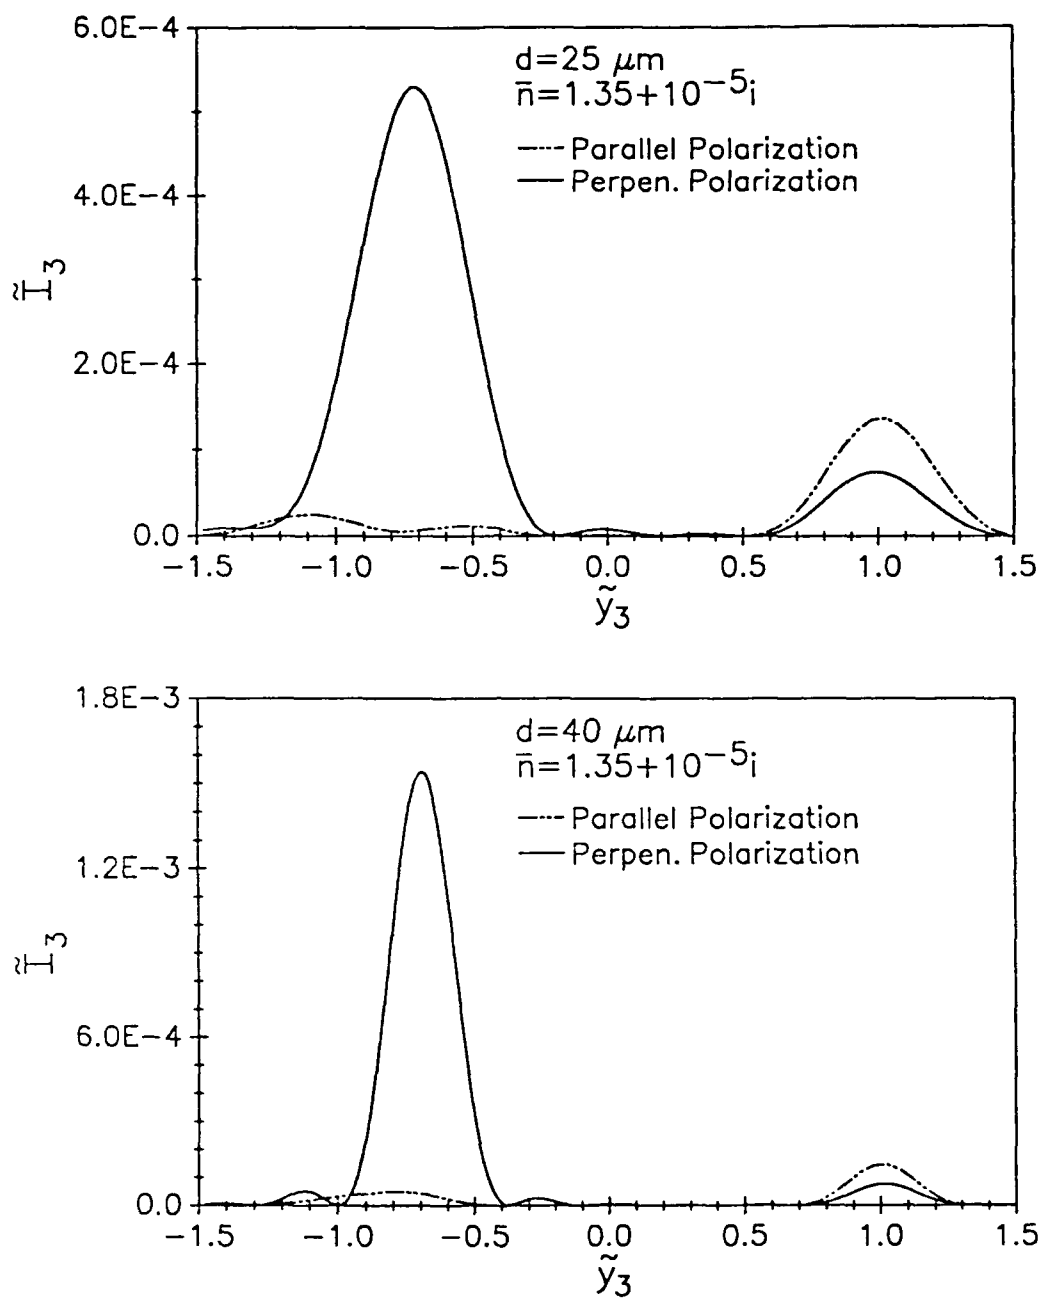 6.0E-4
d=25 μm
n̅=1.35+10⁻⁵i
Parallel Polarization
Perpen. Polarization
4.0E-4
Ĩ₃
2.0E-4
0.0
-1.5 -1.0 -0.5 0.0 0.5 1.0 1.5
ỹ₃
1.8E-3
d=40 μm
n̅=1.35+10⁻⁵i
Parallel Polarization
Perpen. Polarization
1.2E-3
Ĩ₃
6.0E-4
0.0
-1.5 -1.0 -0.5 0.0 0.5 1.0 1.5
ỹ₃